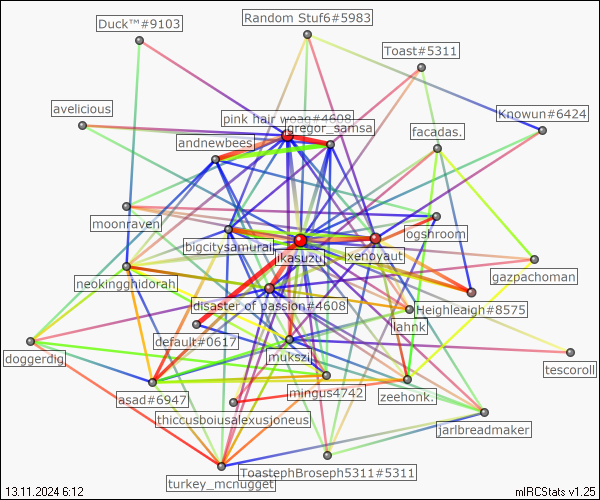 Duck™#9103
Random Stuf6#5983
Toast#5311
avelicious
pink hair woag#4608
gregor_samsa
Knowun#6424
andnewbees
facadas.
moonraven
ogshroom
bigcitysamurai
ikasuzu
xenoyaut
neokingghidorah
gazpachoman
disaster of passion#4608
Heighleaigh#8575
lahnk
default#0617
mukszi
doggerdig
tescoroll
asad#6947
mingus4742
zeehonk.
thiccusboiusalexusjoneus
jarlbreadmaker
ToastephBroseph5311#5311
turkey_mcnugget
13.11.2024 6:12
mIRCStats v1.25